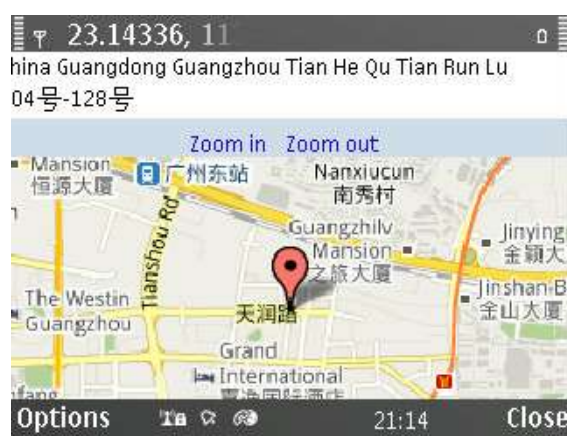 23.14336, 11
hina Guangdong Guangzhou Tian He Qu Tian Run Lu
04号-128号
Zoom in Zoom out
Mansion
恒源大厦
广州东站
Nanxiucun
南秀村
Tianshou Rd
Guangzhilv
Mansion
之旅大厦
Jinying
金颖大
Jinshan-B
金山大厦
The Westin
Guangzhou
天润路
Grand
International
Options
21:14
Close